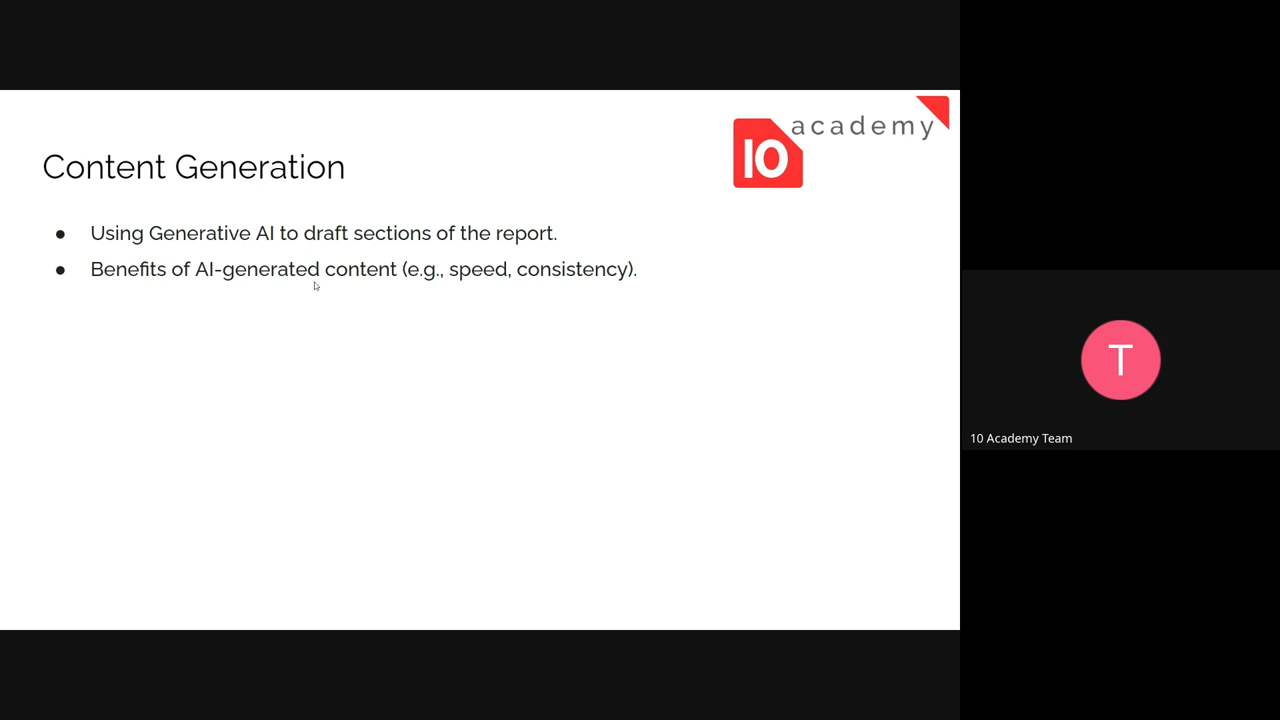 academy
10
Content Generation
● Using Generative AI to draft sections of the report.
● Benefits of AI-generated content (e.g., speed, consistency).
T
10 Academy Team